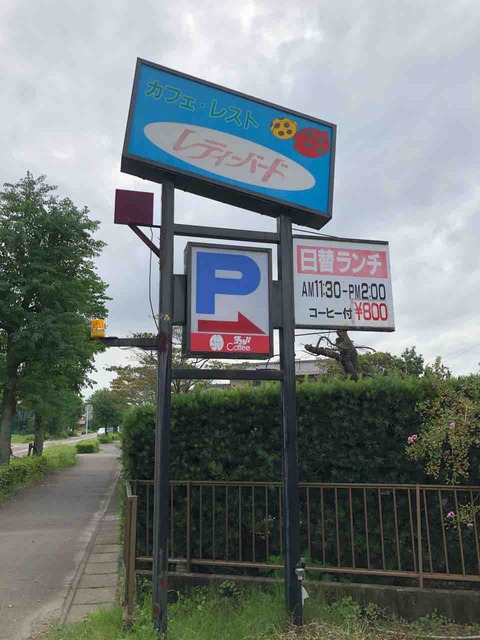 カフェ・レスト
レディーバード
P
Coffee
日替ランチ
AM11:30-PM2:00
コーヒー付¥800